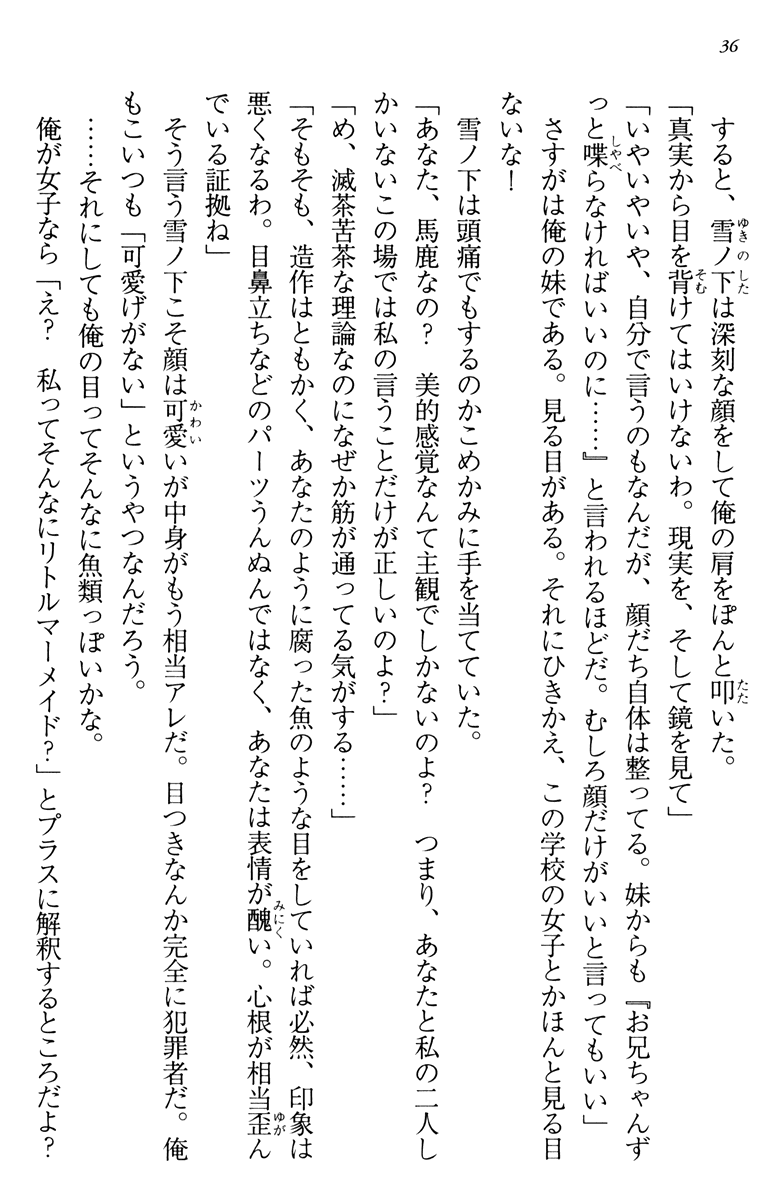 36
すると、雪ノ下は深刻な顔をして俺の肩をぽんと叩いた。
「真実から目を背けてはいけないわ。現実を、そして鏡を見て」
「いやいやいや、自分で言うのもなんだが、顔だち自体は整ってる。妹からも『お兄ちゃんず
っと喋らなければいいのに……』と言われるほどだ。むしろ顔だけがいいと言ってもいい」
さすがは俺の妹である。見る目がある。それにひきかえ、この学校の女子とかほんと見る目
ないな！
雪ノ下は頭痛でもするのかこめかみに手を当てていた。
「あなた、馬鹿なの？　美的感覚なんて主観でしかないのよ？　つまり、あなたと私の二人し
かいないこの場では私の言うことだけが正しいのよ？」
「め、滅茶苦茶な理論なのになぜか筋が通ってる気がする……」
「そもそも、造作はともかく、あなたのように腐った魚のような目をしていれば必然、印象は
悪くなるわ。目鼻立ちなどのパーツうんぬんではなく、あなたは表情が醜い。心根が相当歪ん
でいる証拠ね」
そう言う雪ノ下こそ顔は可愛いが中身がもう相当アレだ。目つきなんか完全に犯罪者だ。俺
もこいつも「可愛げがない」というやつなんだろう。
……それにしても俺の目ってそんなに魚類っぽいかな。
俺が女子なら「え？　私ってそんなにリトルマーメイド？」とプラスに解釈するところだよ？